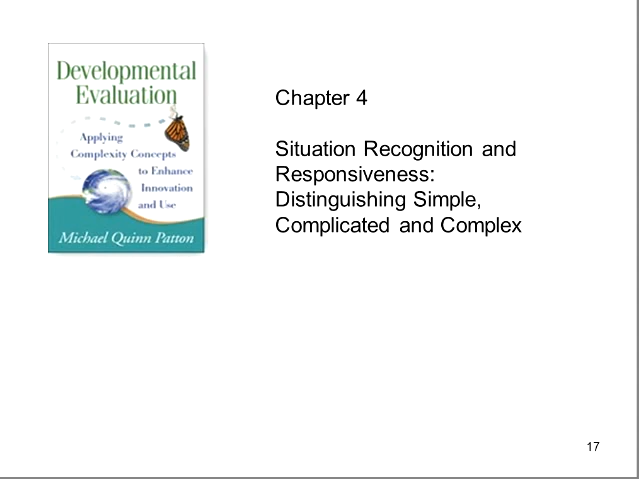 Developmental
Evaluation
Applying
Complexity Concepts
to Enhance
Innovation
and Use
Michael Quinn Patton
Chapter 4
Situation Recognition and
Responsiveness:
Distinguishing Simple,
Complicated and Complex
17